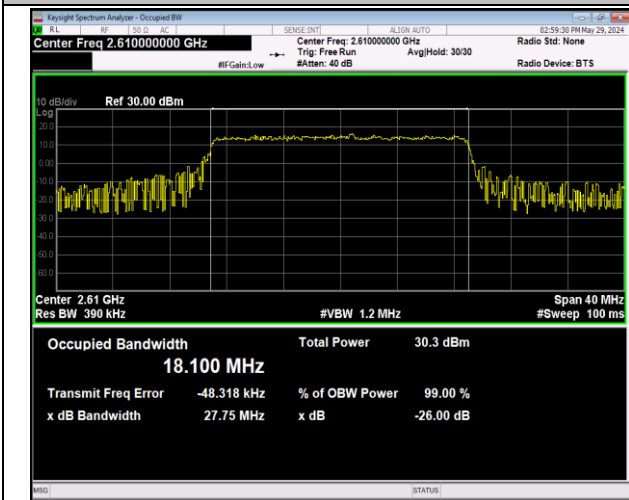 Keysight Spectrum Analyzer - Occupied BW
RL RF 50 Ω AC SENSE:INT ALIGN AUTO 02:59:30 PM May 29, 2024
Center Freq 2.610000000 GHz Center Freq: 2.610000000 GHz Radio Std: None
Trig: Free Run Avg|Hold: 30/30
#IFGain:Low #Atten: 40 dB Radio Device: BTS
10 dB/div Ref 30.00 dBm
Log
20.0
10.0
0.00
-10.0
-20.0
-30.0
-40.0
-50.0
-60.0
Center 2.61 GHz Span 40 MHz
Res BW 390 kHz #VBW 1.2 MHz #Sweep 100 ms
Occupied Bandwidth Total Power 30.3 dBm
18.100 MHz
Transmit Freq Error -48.318 kHz % of OBW Power 99.00 %
x dB Bandwidth 27.75 MHz x dB -26.00 dB
MSG STATUS